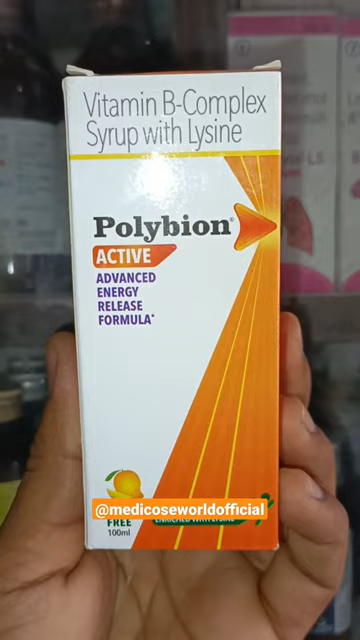 Vitamin B-Complex
Syrup with Lysine
Polybion®
ACTIVE
ADVANCED
ENERGY
RELEASE
FORMULA*
@medicoseworldofficial
FREE
100ml